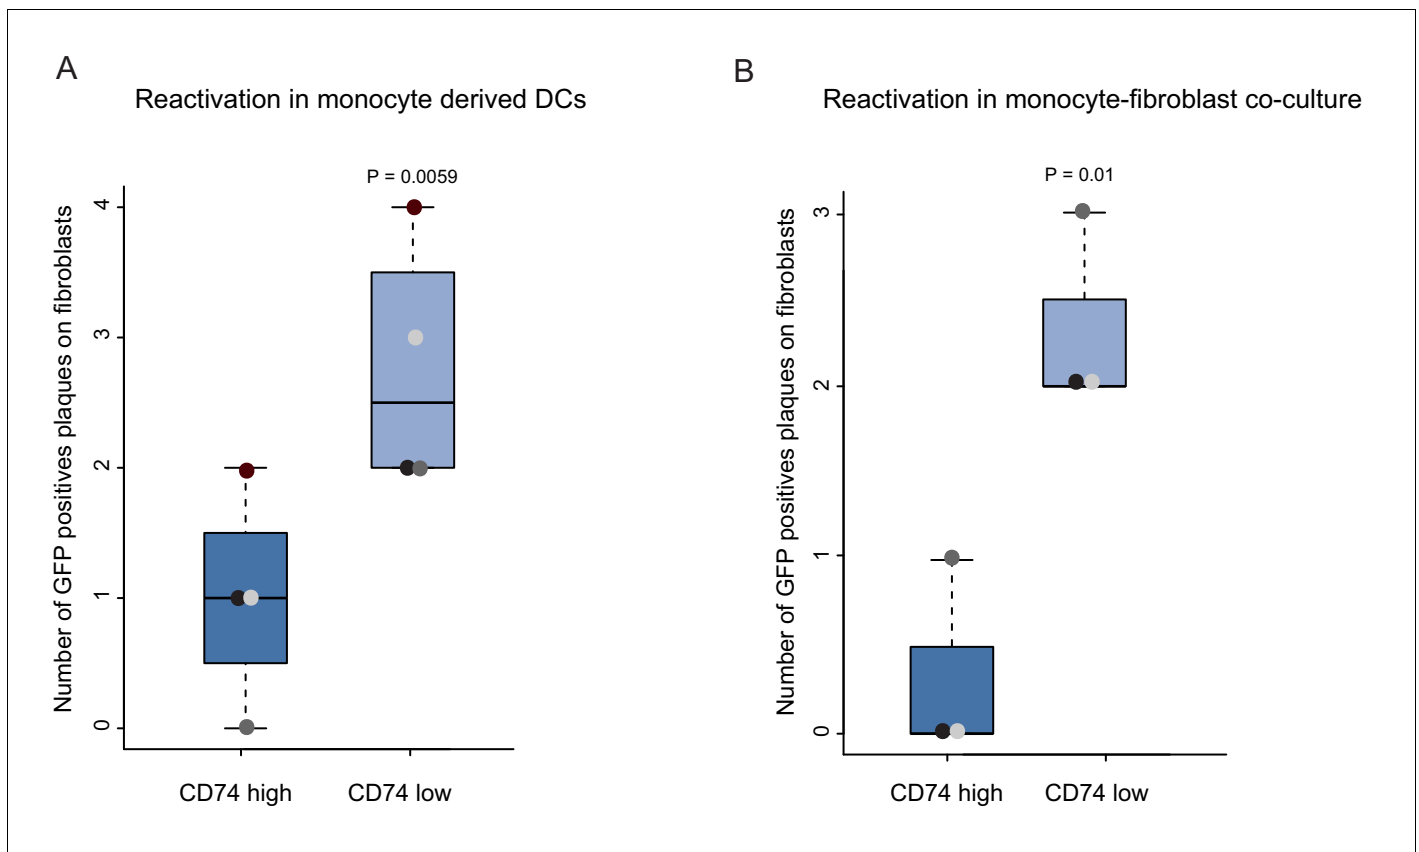 A
Reactivation in monocyte derived DCs
P = 0.0059
Number of GFP positives plaques on fibroblasts
4
3
2
1
0
CD74 high
CD74 low
B
Reactivation in monocyte-fibroblast co-culture
P = 0.01
Number of GFP positives plaques on fibroblasts
3
2
1
0
CD74 high
CD74 low